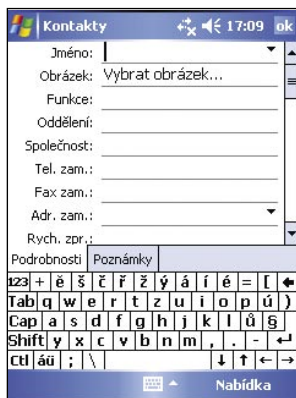 Kontakty 17:09 ok
Jméno:
Obrázek: Vybrat obrázek...
Funkce:
Oddělení:
Společnost:
Tel. zam.:
Fax zam.:
Adr. zam.:
Rych. zpr.:
Podrobnosti Poznámky
123 + ě š č ř ž ý á í é = [ ←
Tab q w e r t z u i o p ú )
Cap a s d f g h j k l ů §
Shift y x c v b n m , . - ↵
Ctl áü ; \ ↓ ↑ ← →
Nabídka